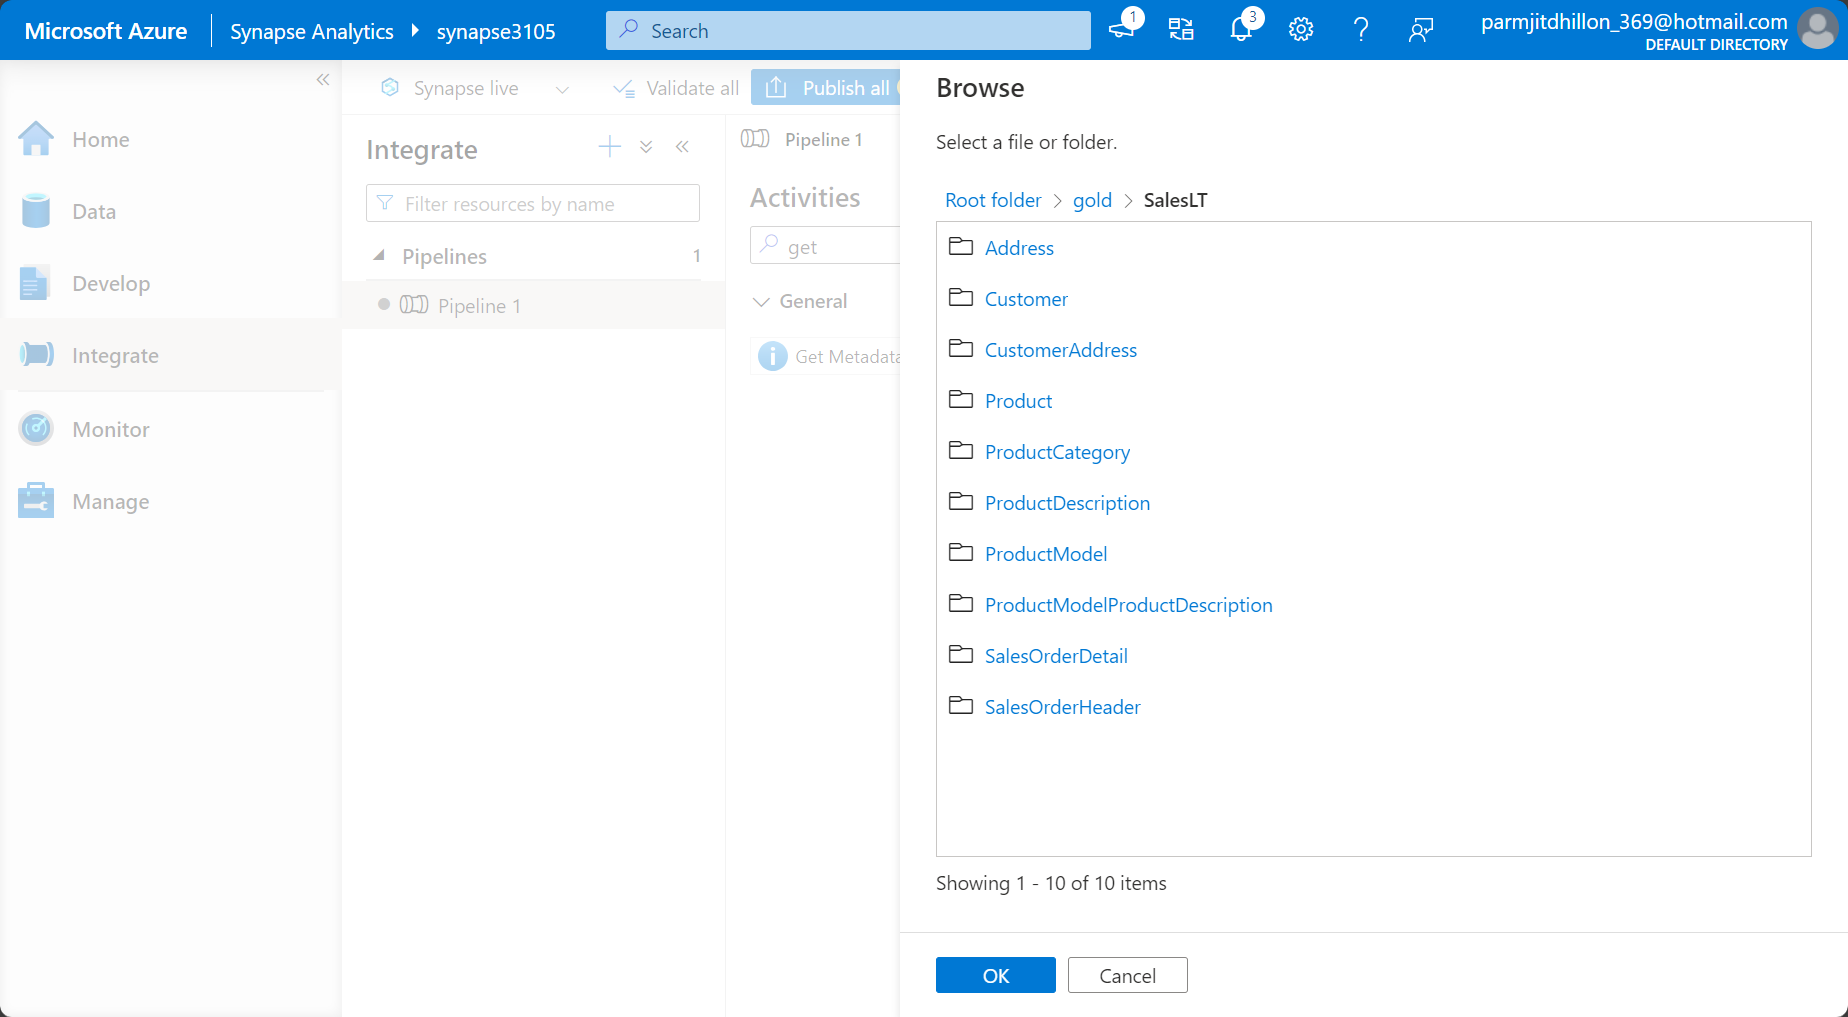 Microsoft Azure
Synapse Analytics
synapse3105
Search
1
3
parmjitdhillon_369@hotmail.com
DEFAULT DIRECTORY
Home
Data
Develop
Integrate
Monitor
Manage
Synapse live
Validate all
Publish all
Integrate
Filter resources by name
Pipelines
1
Pipeline 1
Pipeline 1
Activities
get
General
Get Metadata
Browse
Select a file or folder.
Root folder > gold > SalesLT
Address
Customer
CustomerAddress
Product
ProductCategory
ProductDescription
ProductModel
ProductModelProductDescription
SalesOrderDetail
SalesOrderHeader
Showing 1 - 10 of 10 items
OK
Cancel